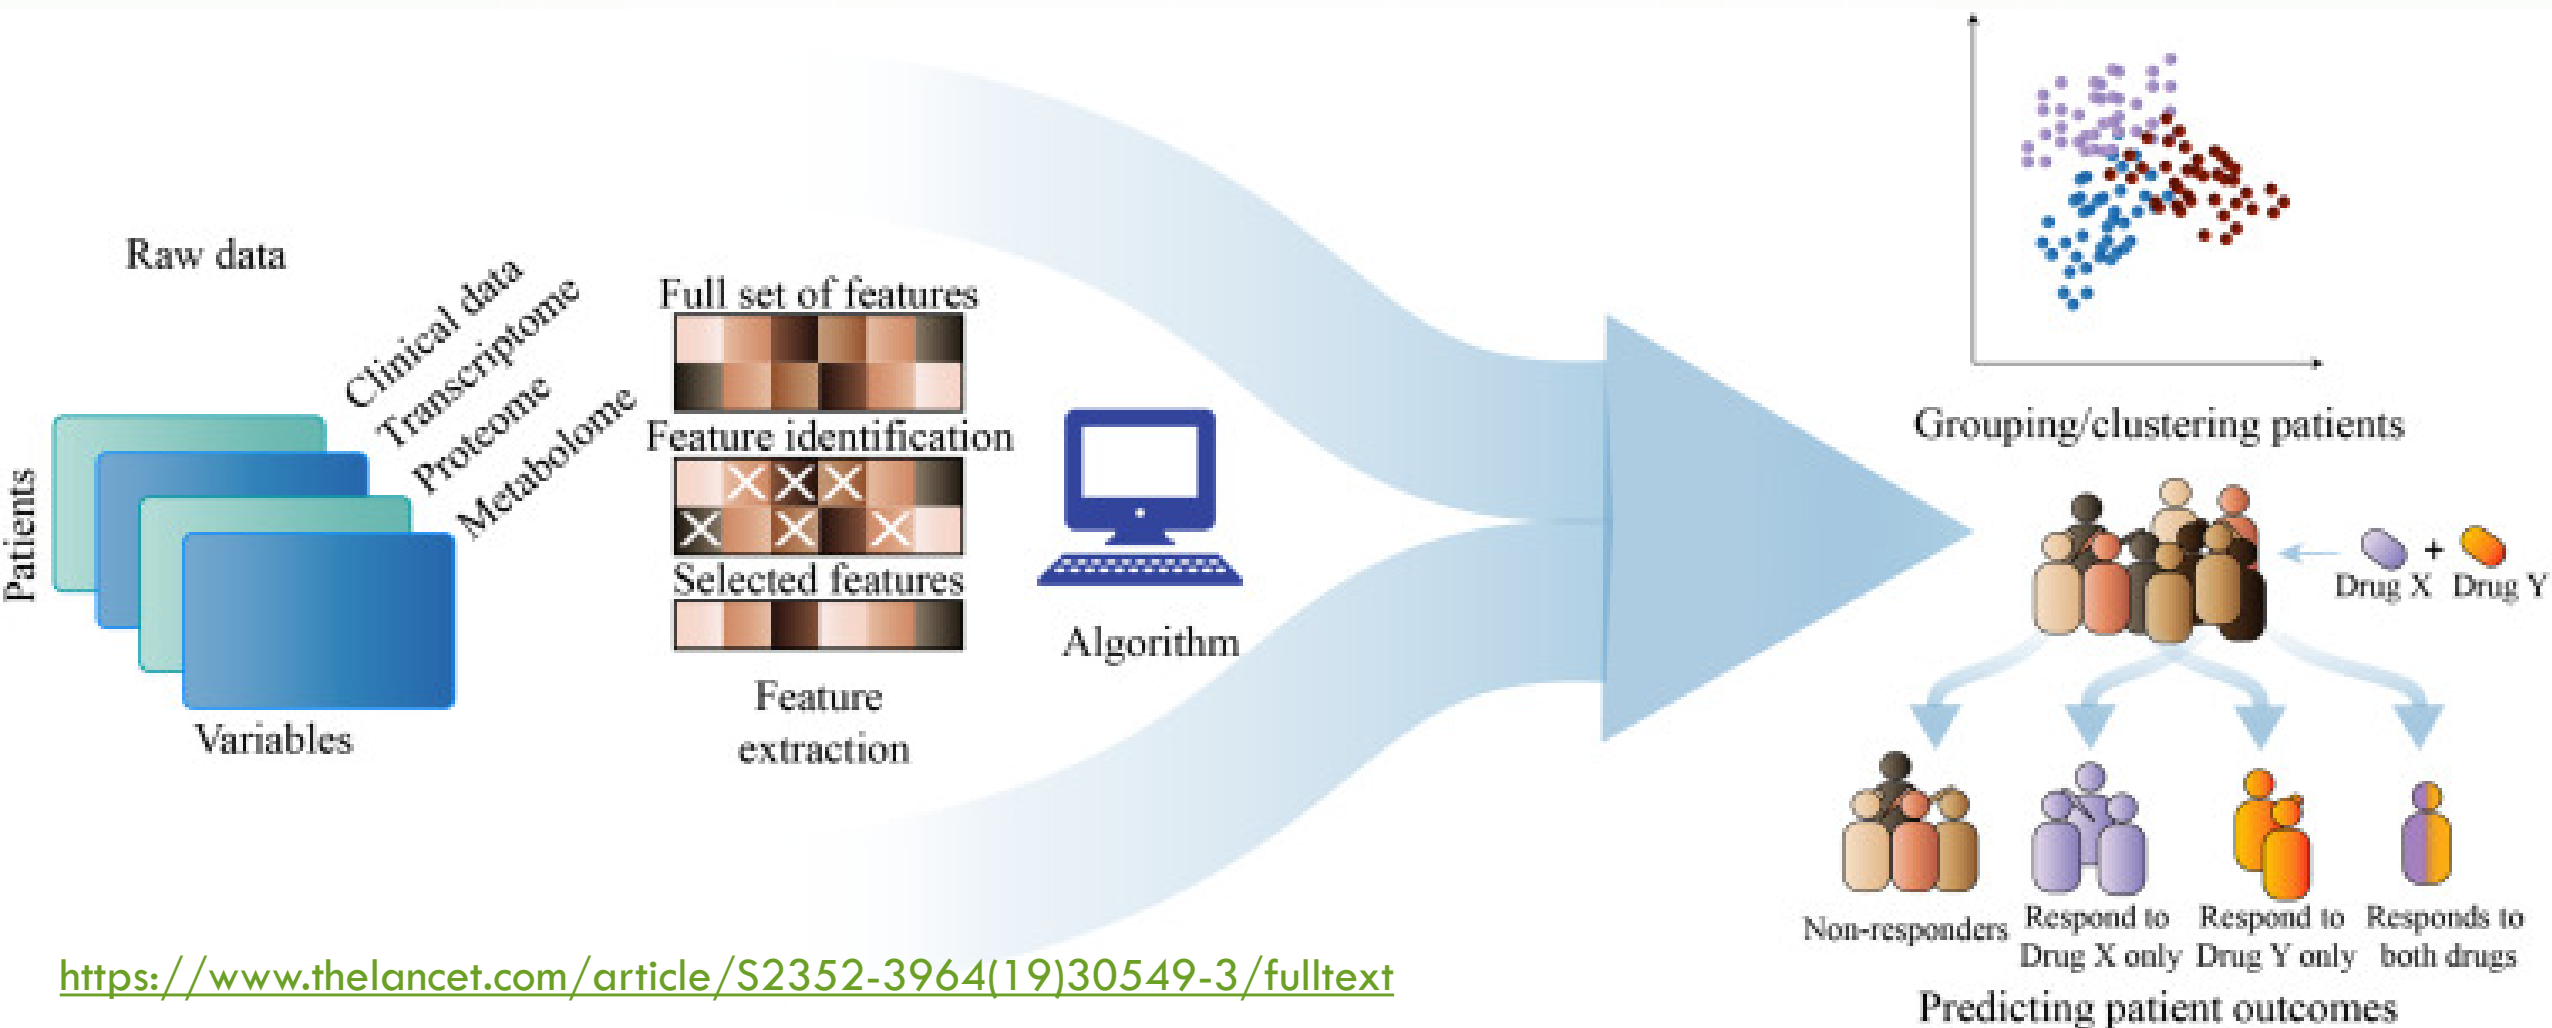 Raw data
Clinical data
Transcriptome
Proteome
Metabolome
Patients
Variables
Full set of features
Feature identification
Selected features
Feature
extraction
Algorithm
Grouping/clustering patients
Drug X + Drug Y
Non-responders
Respond to
Drug X only
Respond to
Drug Y only
Responds to
both drugs
Predicting patient outcomes
https://www.thelancet.com/article/S2352-3964(19)30549-3/fulltext